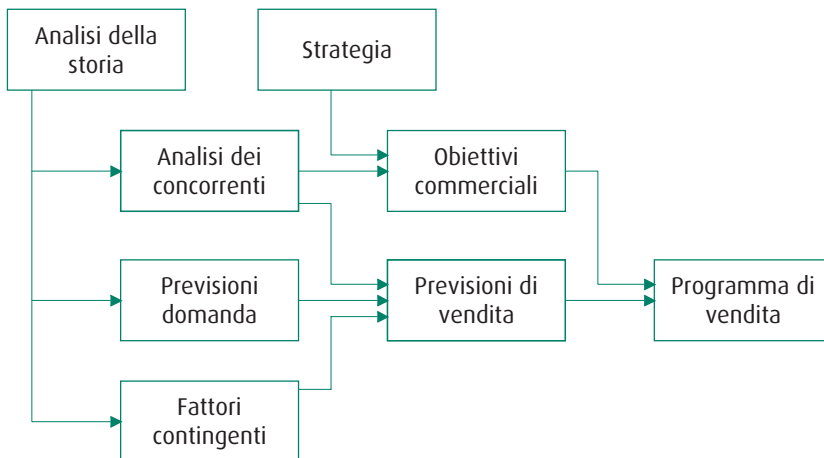 Analisi della
storia
Strategia
Analisi dei
concorrenti
Obiettivi
commerciali
Previsioni
domanda
Previsioni di
vendita
Programma di
vendita
Fattori
contingenti